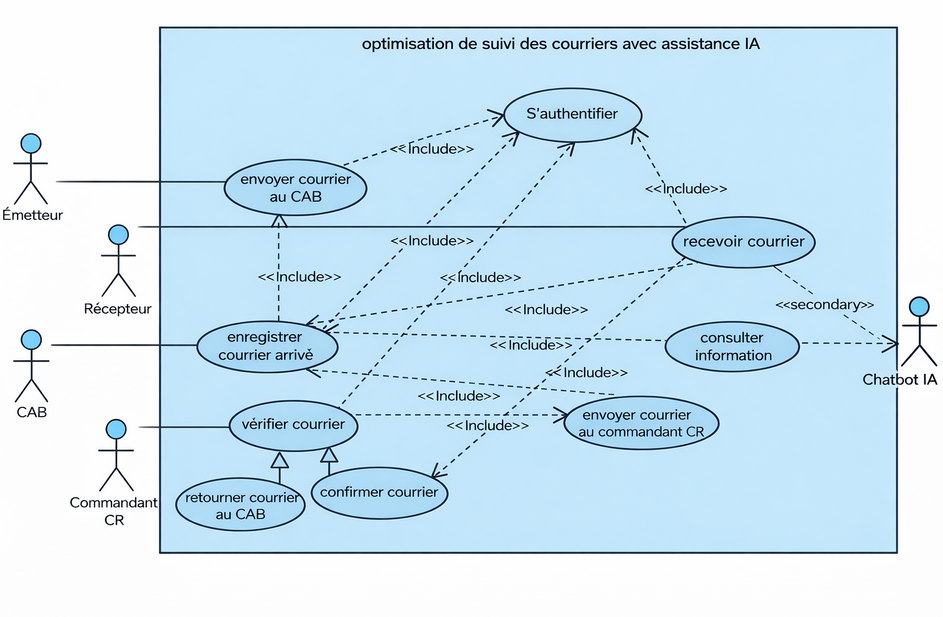 optimisation de suivi des courriers avec assistance IA
S'authentifier
<<Include>>
envoyer courrier
au CAB
Émetteur
<<Include>>
Récepteur
<<Include>>
recevoir courrier
<<Include>>
<<Include>>
<<Include>>
<<secondary>>
Chatbot IA
CAB
enregistrer
courrier arrivě
<<Include>>
consulter
information
<<Include>>
<<Include>>
Commandant
CR
vérifier courrier
<<Include>>
envoyer courrier
au commandant CR
retourner courrier
au CAB
confirmer courrier